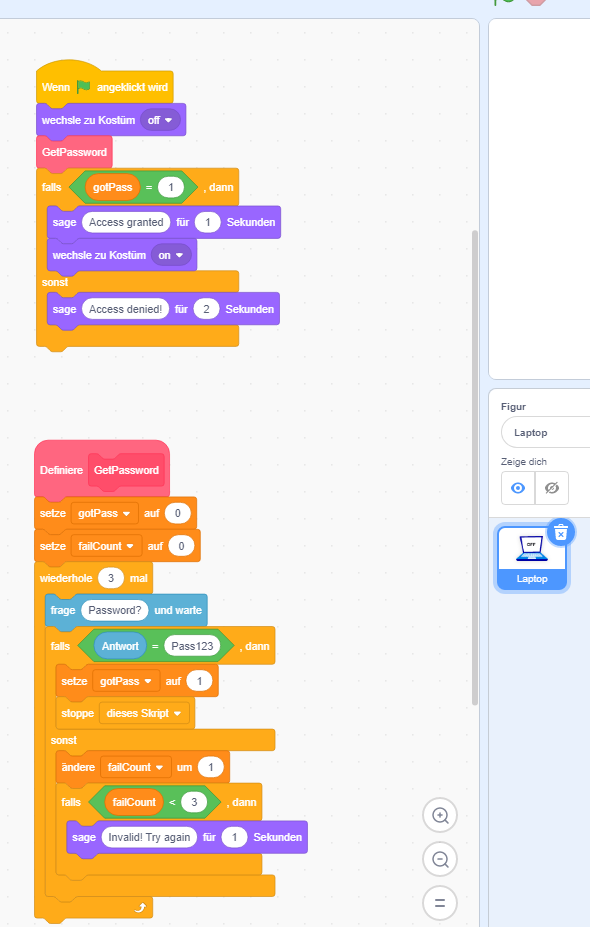 Wenn angeklickt wird
wechsle zu Kostüm off
GetPassword
falls gotPass = 1 , dann
sage Access granted für 1 Sekunden
wechsle zu Kostüm on
sonst
sage Access denied! für 2 Sekunden
Definiere GetPassword
setze gotPass auf 0
setze failCount auf 0
wiederhole 3 mal
frage Password? und warte
falls Antwort = Pass123 , dann
setze gotPass auf 1
stoppe dieses Skript
sonst
ändere failCount um 1
falls failCount < 3 , dann
sage Invalid! Try again für 1 Sekunden
Figur
Laptop
Zeige dich
OFF
Laptop